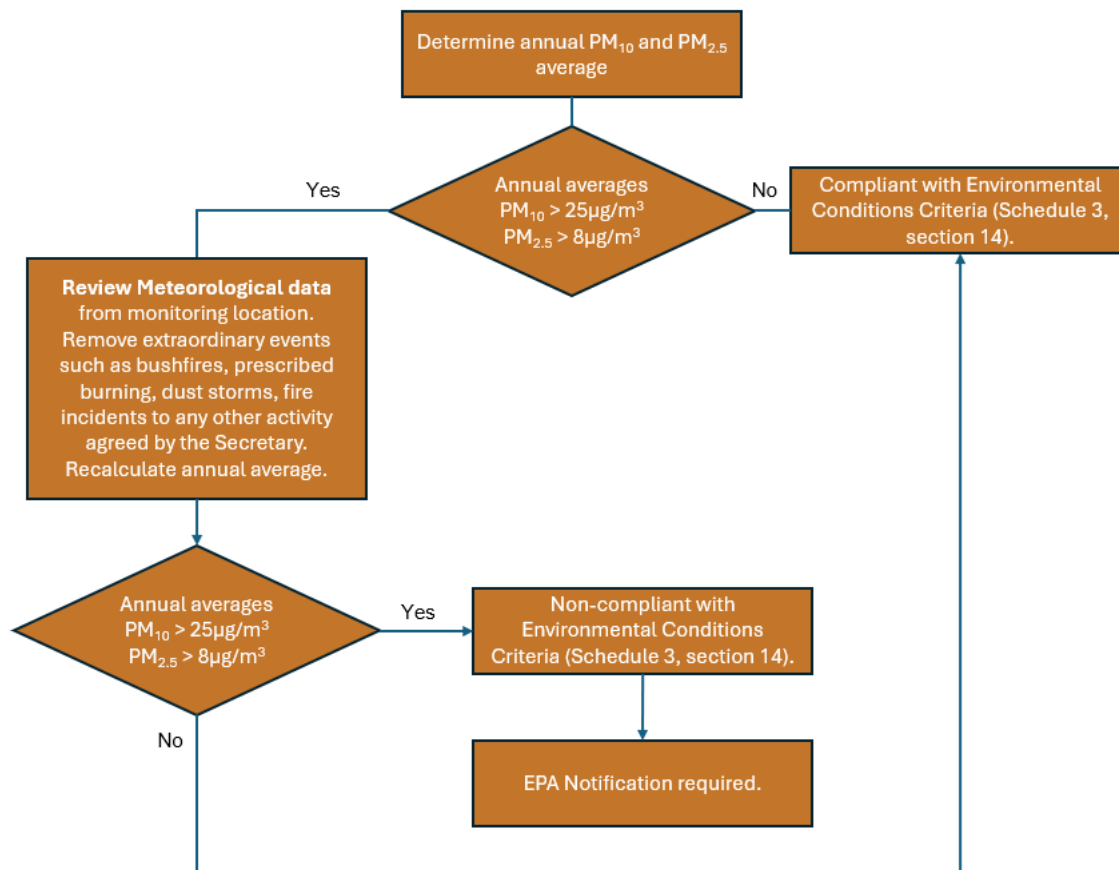 Determine annual PM₁₀ and PM₂.₅
average
Annual averages
PM₁₀ > 25µg/m³
PM₂.₅ > 8µg/m³
Yes
No
Compliant with Environmental
Conditions Criteria (Schedule 3,
section 14).
Review Meteorological data
from monitoring location.
Remove extraordinary events
such as bushfires, prescribed
burning, dust storms, fire
incidents to any other activity
agreed by the Secretary.
Recalculate annual average.
Annual averages
PM₁₀ > 25µg/m³
PM₂.₅ > 8µg/m³
Yes
No
Non-compliant with
Environmental Conditions
Criteria (Schedule 3, section 14).
EPA Notification required.